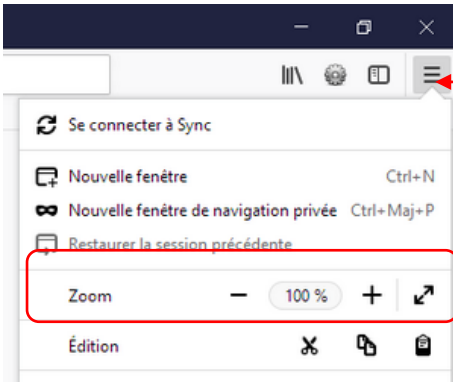 Se connecter à Sync
Nouvelle fenêtre Ctrl+N
Nouvelle fenêtre de navigation privée Ctrl+Maj+P
Restaurer la session précédente
Zoom 100 %
Édition